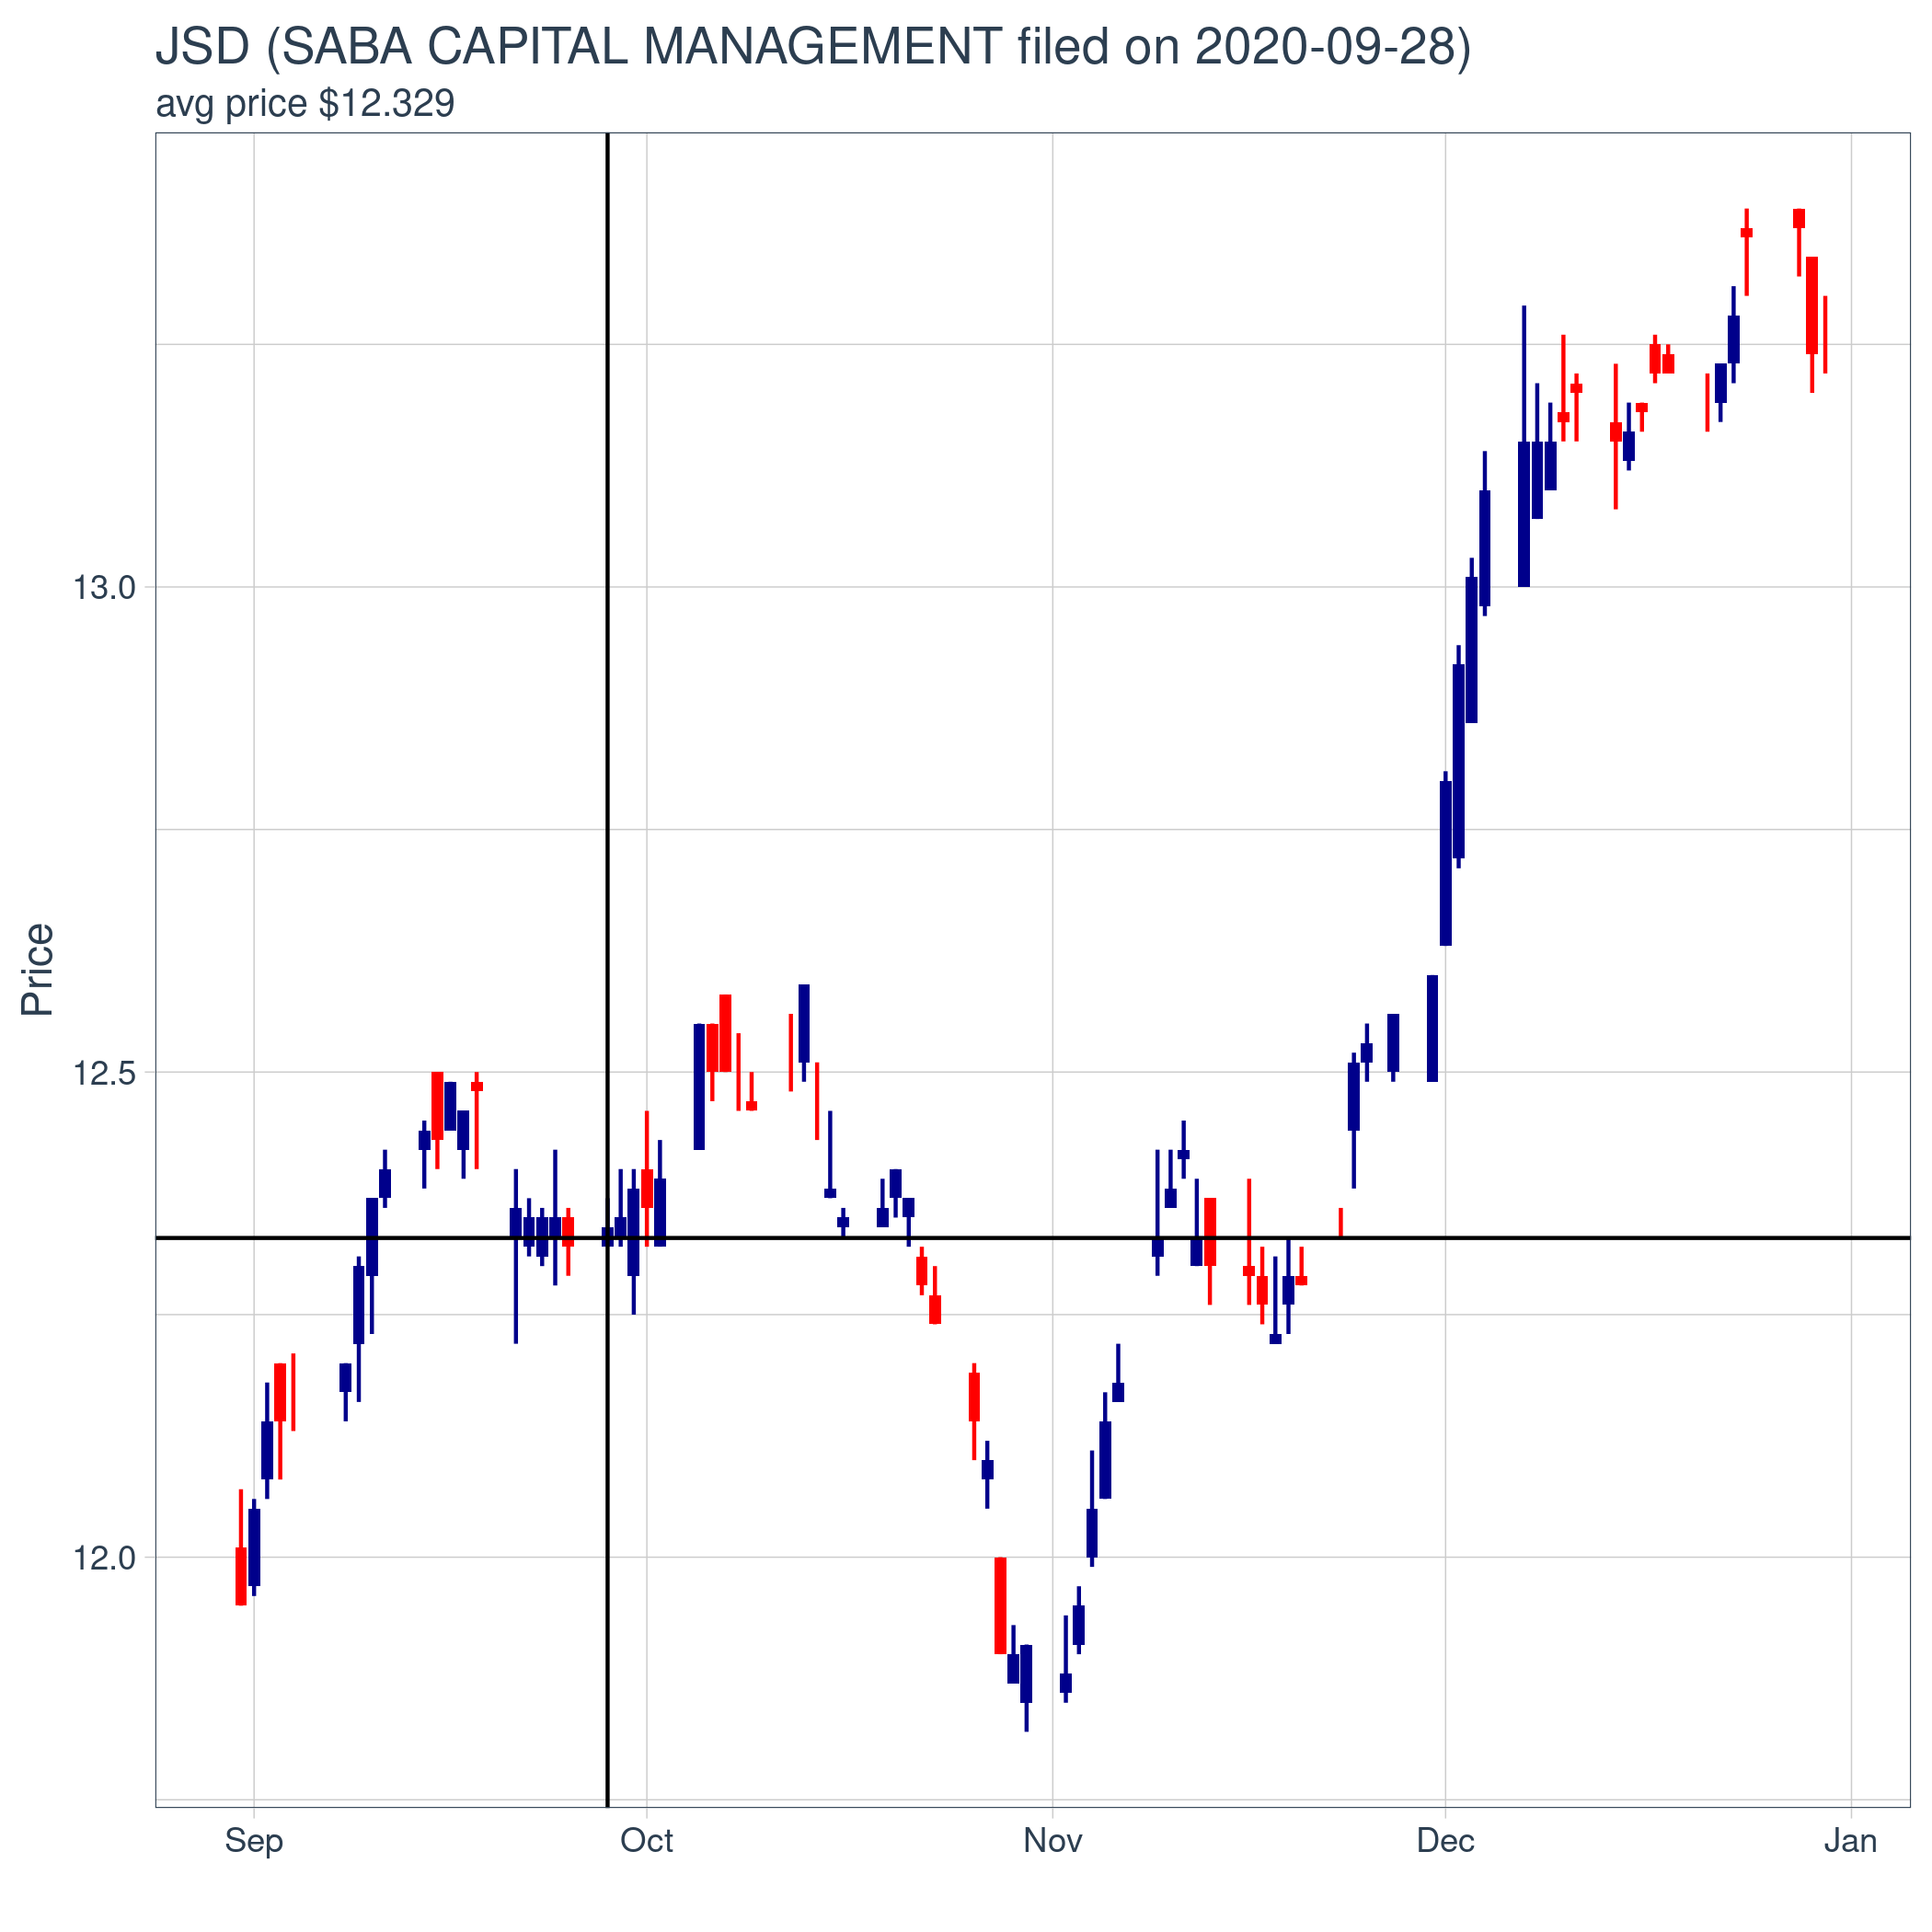 JSD (SABA CAPITAL MANAGEMENT filed on 2020-09-28)
avg price $12.329
Price
13.0
12.5
12.0
Sep Oct Nov Dec Jan